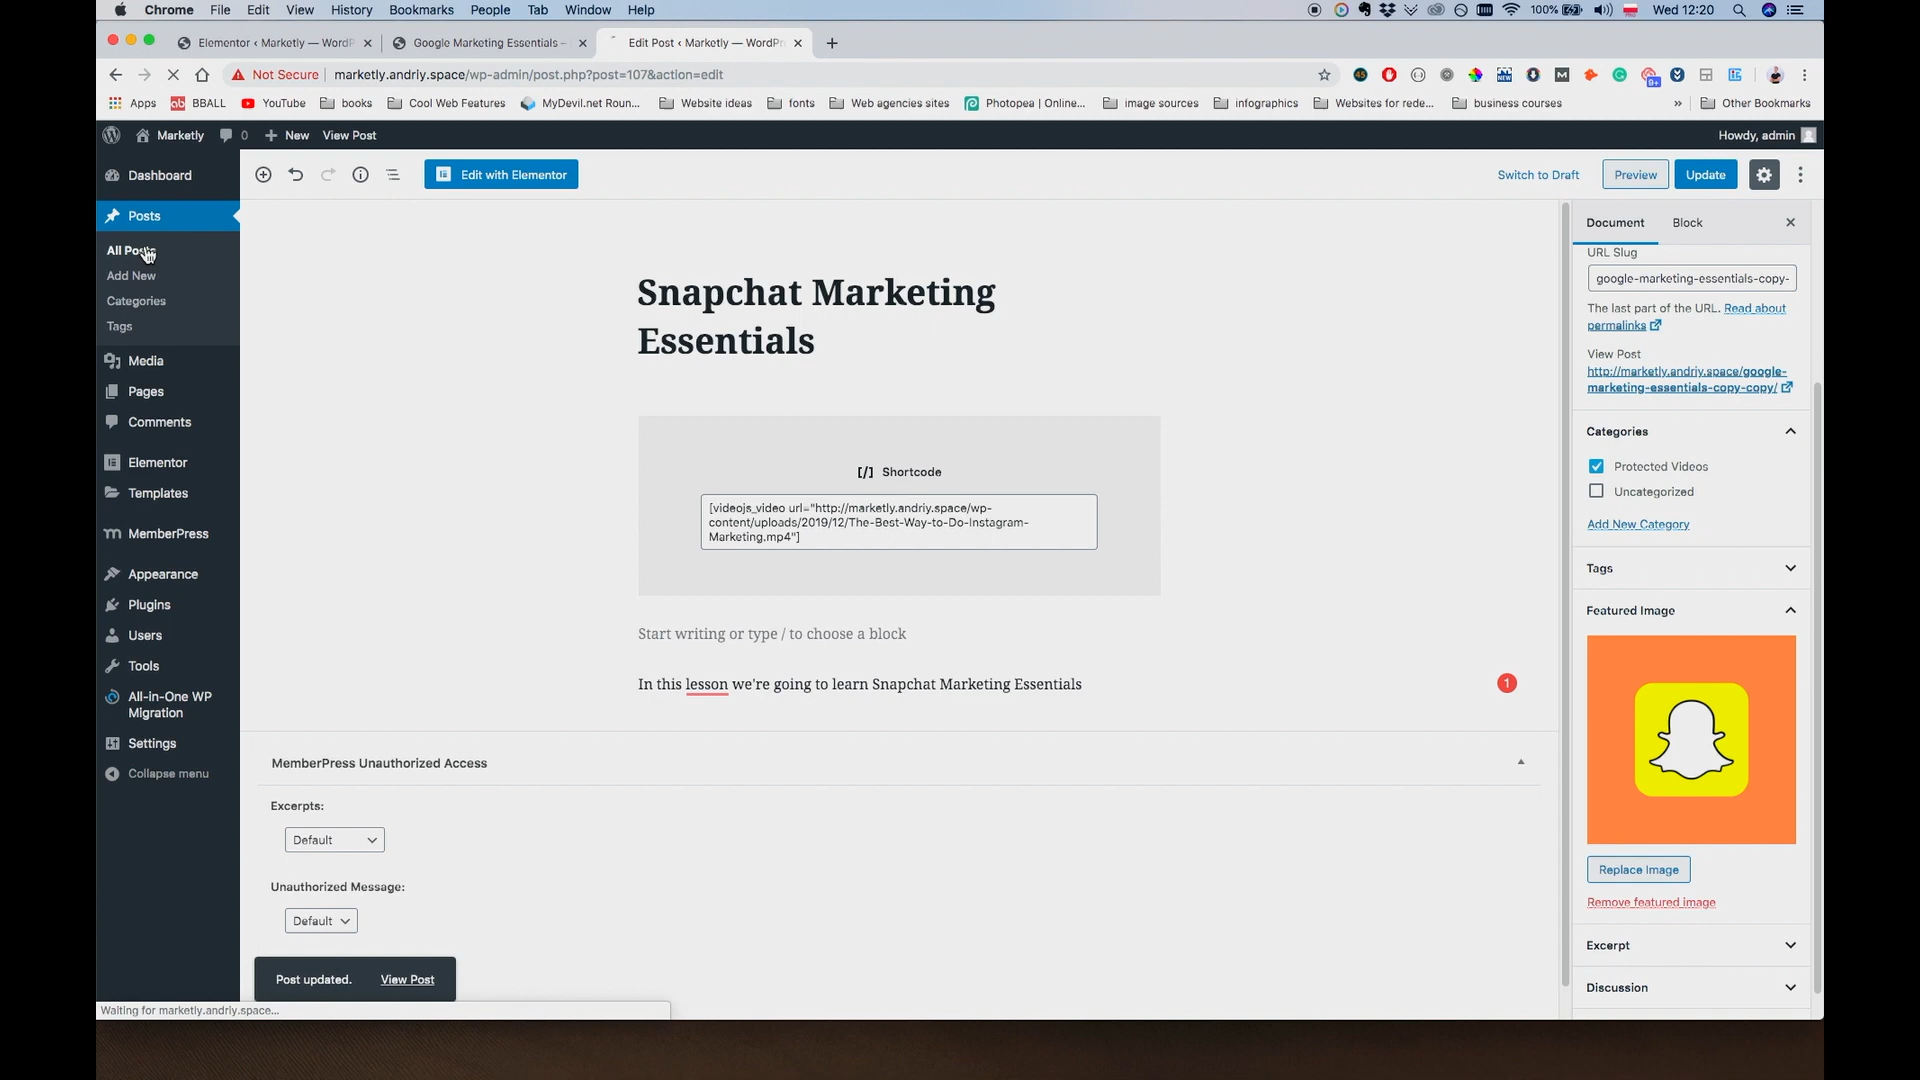 Chrome File Edit View History Bookmarks People Tab Window Help 100% Wed 12:20
Elementor ‹ Marketly — WordP
Google Marketing Essentials –
Edit Post ‹ Marketly — WordPr
Not Secure marketly.andriy.space/wp-admin/post.php?post=107&action=edit
Apps BBALL YouTube books Cool Web Features MyDevil.net Roun... Website ideas fonts Web agencies sites Photopea | Online... image sources infographics Websites for rede... business courses » Other Bookmarks
Marketly 0 New View Post Howdy, admin
Dashboard
Posts
All Posts
Add New
Categories
Tags
Media
Pages
Comments
Elementor
Templates
MemberPress
Appearance
Plugins
Users
Tools
All-in-One WP
Migration
Settings
Collapse menu
Edit with Elementor
Switch to Draft Preview Update
Snapchat Marketing
Essentials
[/] Shortcode
[videojs_video url="http://marketly.andriy.space/wp-
content/uploads/2019/12/The-Best-Way-to-Do-Instagram-
Marketing.mp4"]
Start writing or type / to choose a block
In this lesson we're going to learn Snapchat Marketing Essentials
1
MemberPress Unauthorized Access
Excerpts:
Default
Unauthorized Message:
Default
Post updated. View Post
Waiting for marketly.andriy.space...
Document Block
URL Slug
google-marketing-essentials-copy-
The last part of the URL. Read about
permalinks
View Post
http://marketly.andriy.space/google-
marketing-essentials-copy-copy/
Categories
Protected Videos
Uncategorized
Add New Category
Tags
Featured Image
Replace Image
Remove featured image
Excerpt
Discussion